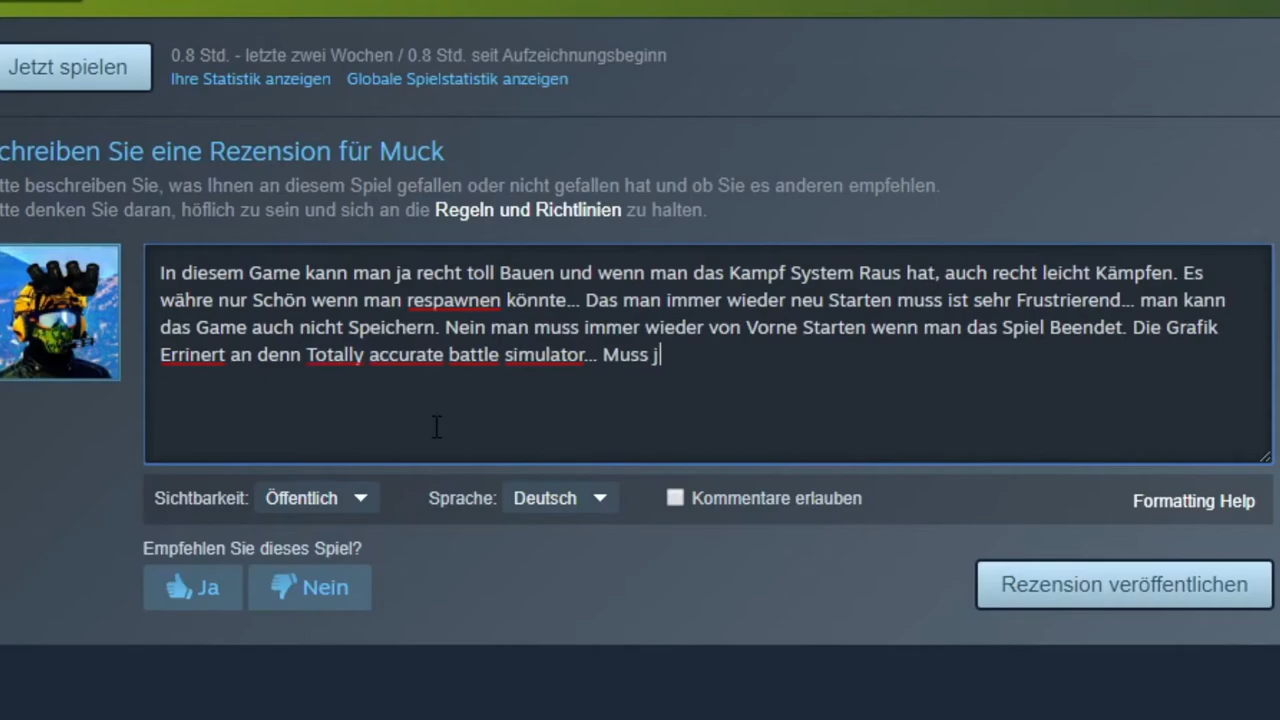 Jetzt spielen
0.8 Std. - letzte zwei Wochen / 0.8 Std. seit Aufzeichnungsbeginn
Ihre Statistik anzeigen Globale Spielstatistik anzeigen
chreiben Sie eine Rezension für Muck
tte beschreiben Sie, was Ihnen an diesem Spiel gefallen oder nicht gefallen hat und ob Sie es anderen empfehlen.
tte denken Sie daran, höflich zu sein und sich an die Regeln und Richtlinien zu halten.
In diesem Game kann man ja recht toll Bauen und wenn man das Kampf System Raus hat, auch recht leicht Kämpfen. Es
währe nur Schön wenn man respawnen könnte... Das man immer wieder neu Starten muss ist sehr Frustrierend... man kann
das Game auch nicht Speichern. Nein man muss immer wieder von Vorne Starten wenn man das Spiel Beendet. Die Grafik
Errinert an denn Totally accurate battle simulator... Muss j
Sichtbarkeit: Öffentlich Sprache: Deutsch Kommentare erlauben Formatting Help
Empfehlen Sie dieses Spiel?
Ja Nein Rezension veröffentlichen